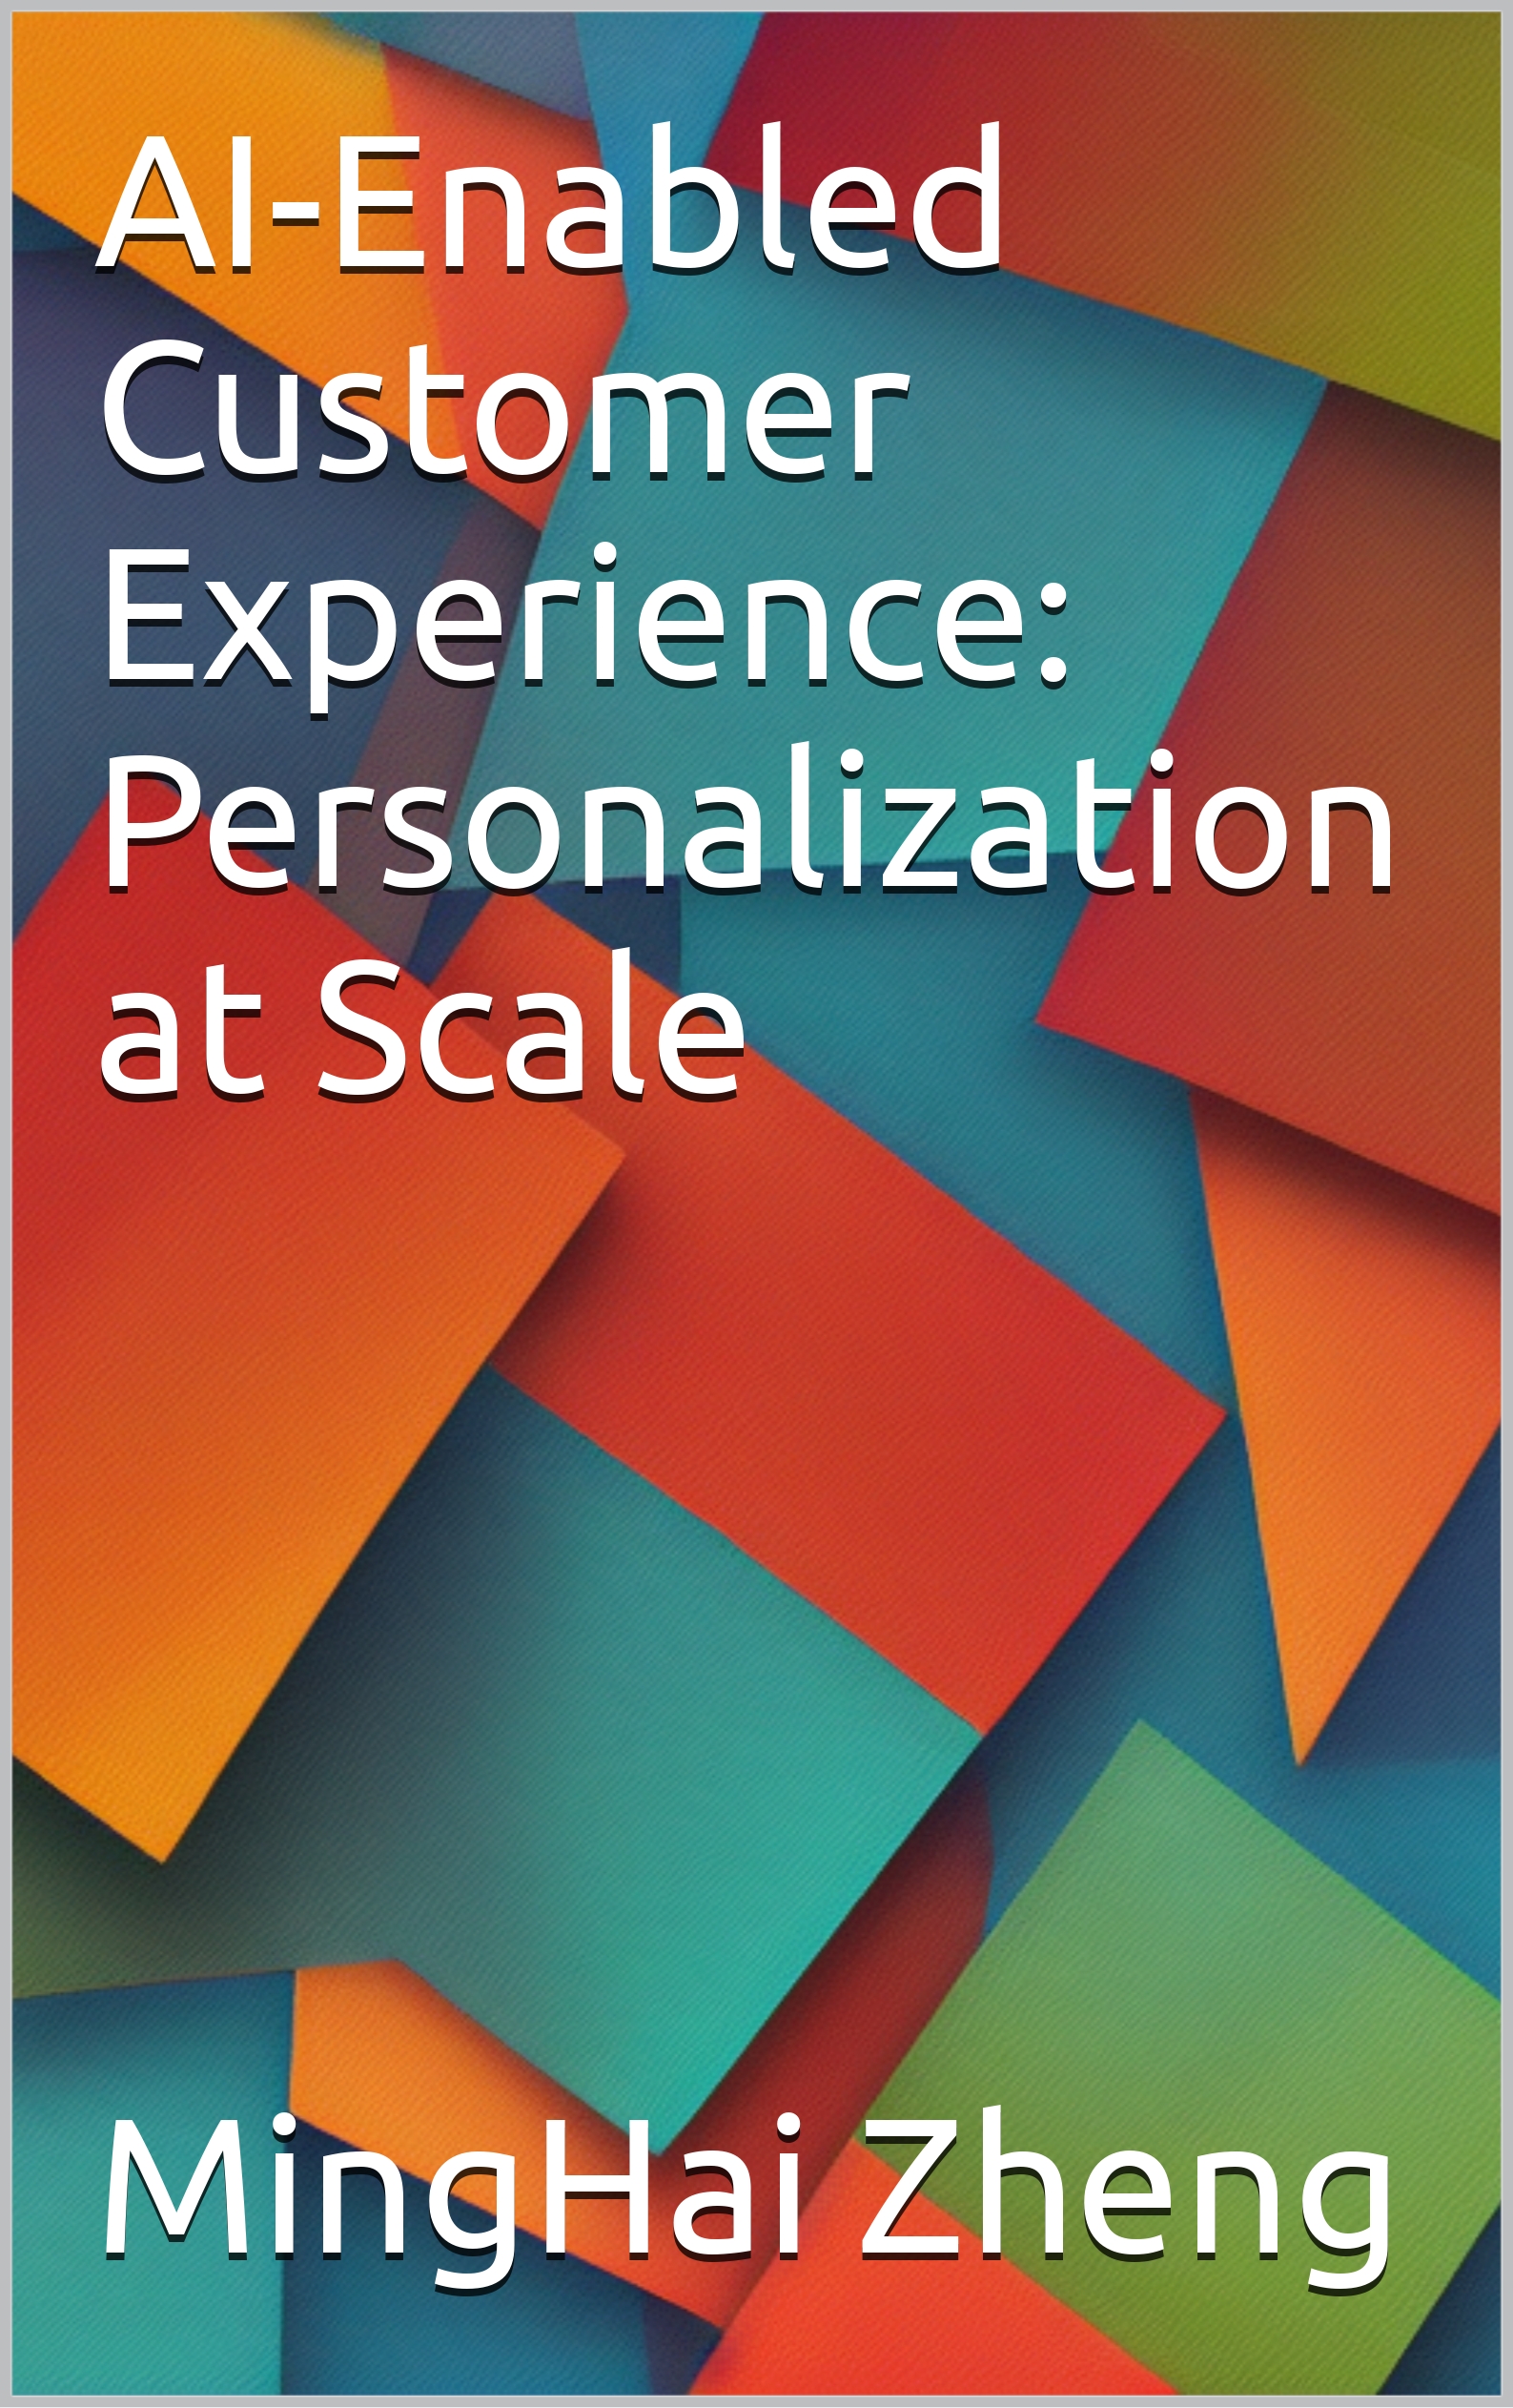 AI-Enabled
Customer
Experience:
Personalization
at Scale
MingHai Zheng